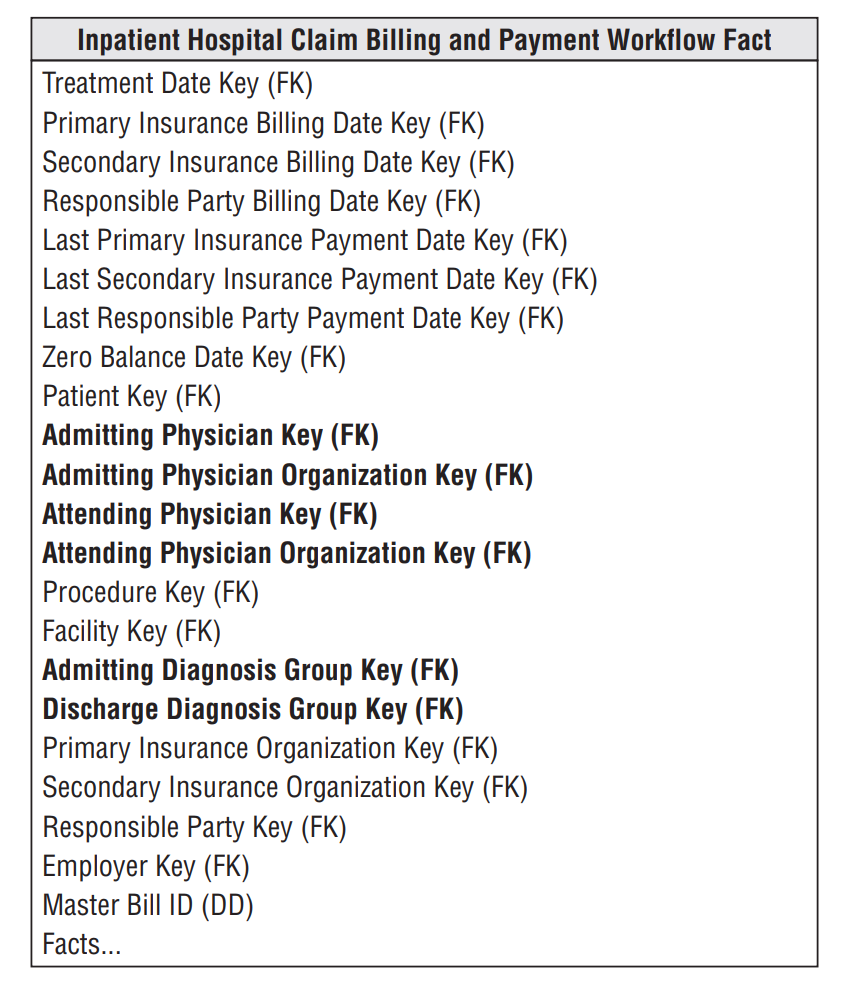 Inpatient Hospital Claim Billing and Payment Workflow Fact
Treatment Date Key (FK)
Primary Insurance Billing Date Key (FK)
Secondary Insurance Billing Date Key (FK)
Responsible Party Billing Date Key (FK)
Last Primary Insurance Payment Date Key (FK)
Last Secondary Insurance Payment Date Key (FK)
Last Responsible Party Payment Date Key (FK)
Zero Balance Date Key (FK)
Patient Key (FK)
Admitting Physician Key (FK)
Admitting Physician Organization Key (FK)
Attending Physician Key (FK)
Attending Physician Organization Key (FK)
Procedure Key (FK)
Facility Key (FK)
Admitting Diagnosis Group Key (FK)
Discharge Diagnosis Group Key (FK)
Primary Insurance Organization Key (FK)
Secondary Insurance Organization Key (FK)
Responsible Party Key (FK)
Employer Key (FK)
Master Bill ID (DD)
Facts...